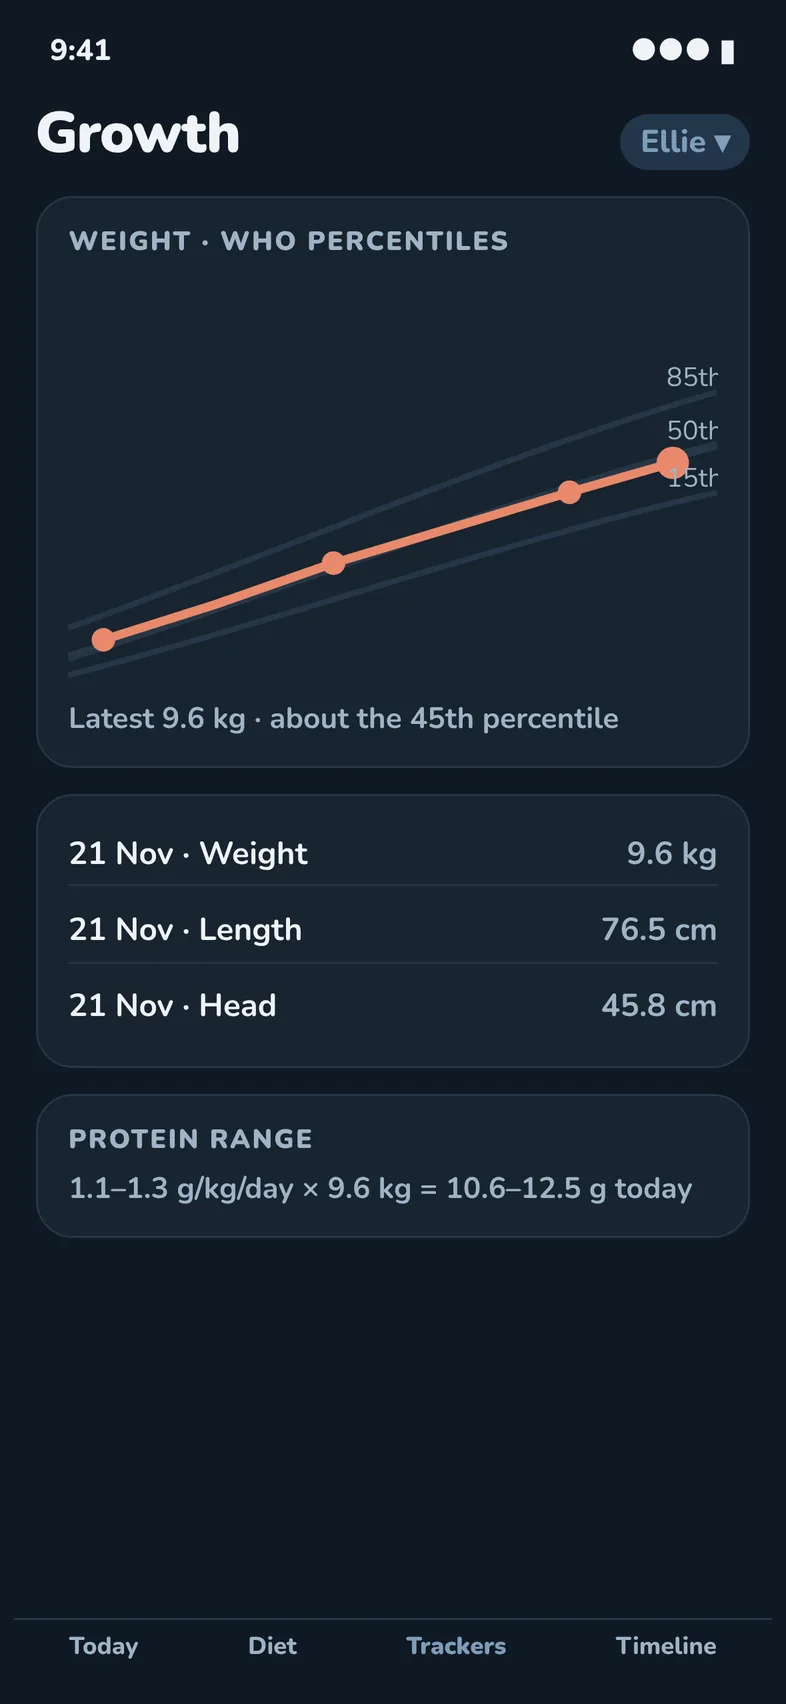 9:41
Growth
Ellie ▾
WEIGHT · WHO PERCENTILES
85th
50th
15th
Latest 9.6 kg · about the 45th percentile
21 Nov · Weight 9.6 kg
21 Nov · Length 76.5 cm
21 Nov · Head 45.8 cm
PROTEIN RANGE
1.1–1.3 g/kg/day × 9.6 kg = 10.6–12.5 g today
Today Diet Trackers Timeline